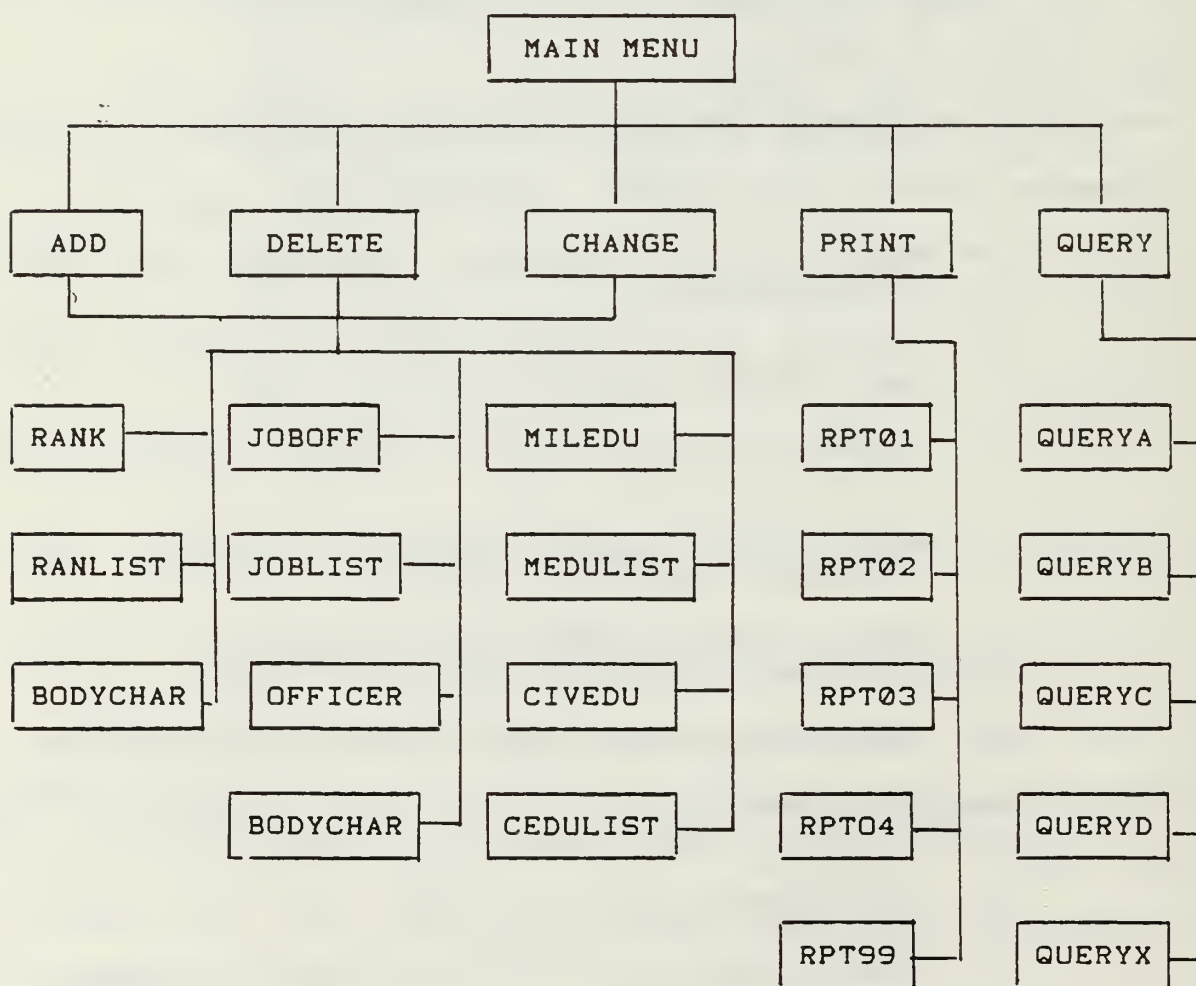 MAIN MENU
ADD DELETE CHANGE PRINT QUERY
RANK JOBOFF MILEDU RPT01 QUERYA
RANLIST JOBLIST MEDULIST RPT02 QUERYB
BODYCHAR OFFICER CIVEDU RPT03 QUERYC
BODYCHAR CEDULIST RPTO4 QUERYD
RPT99 QUERYX